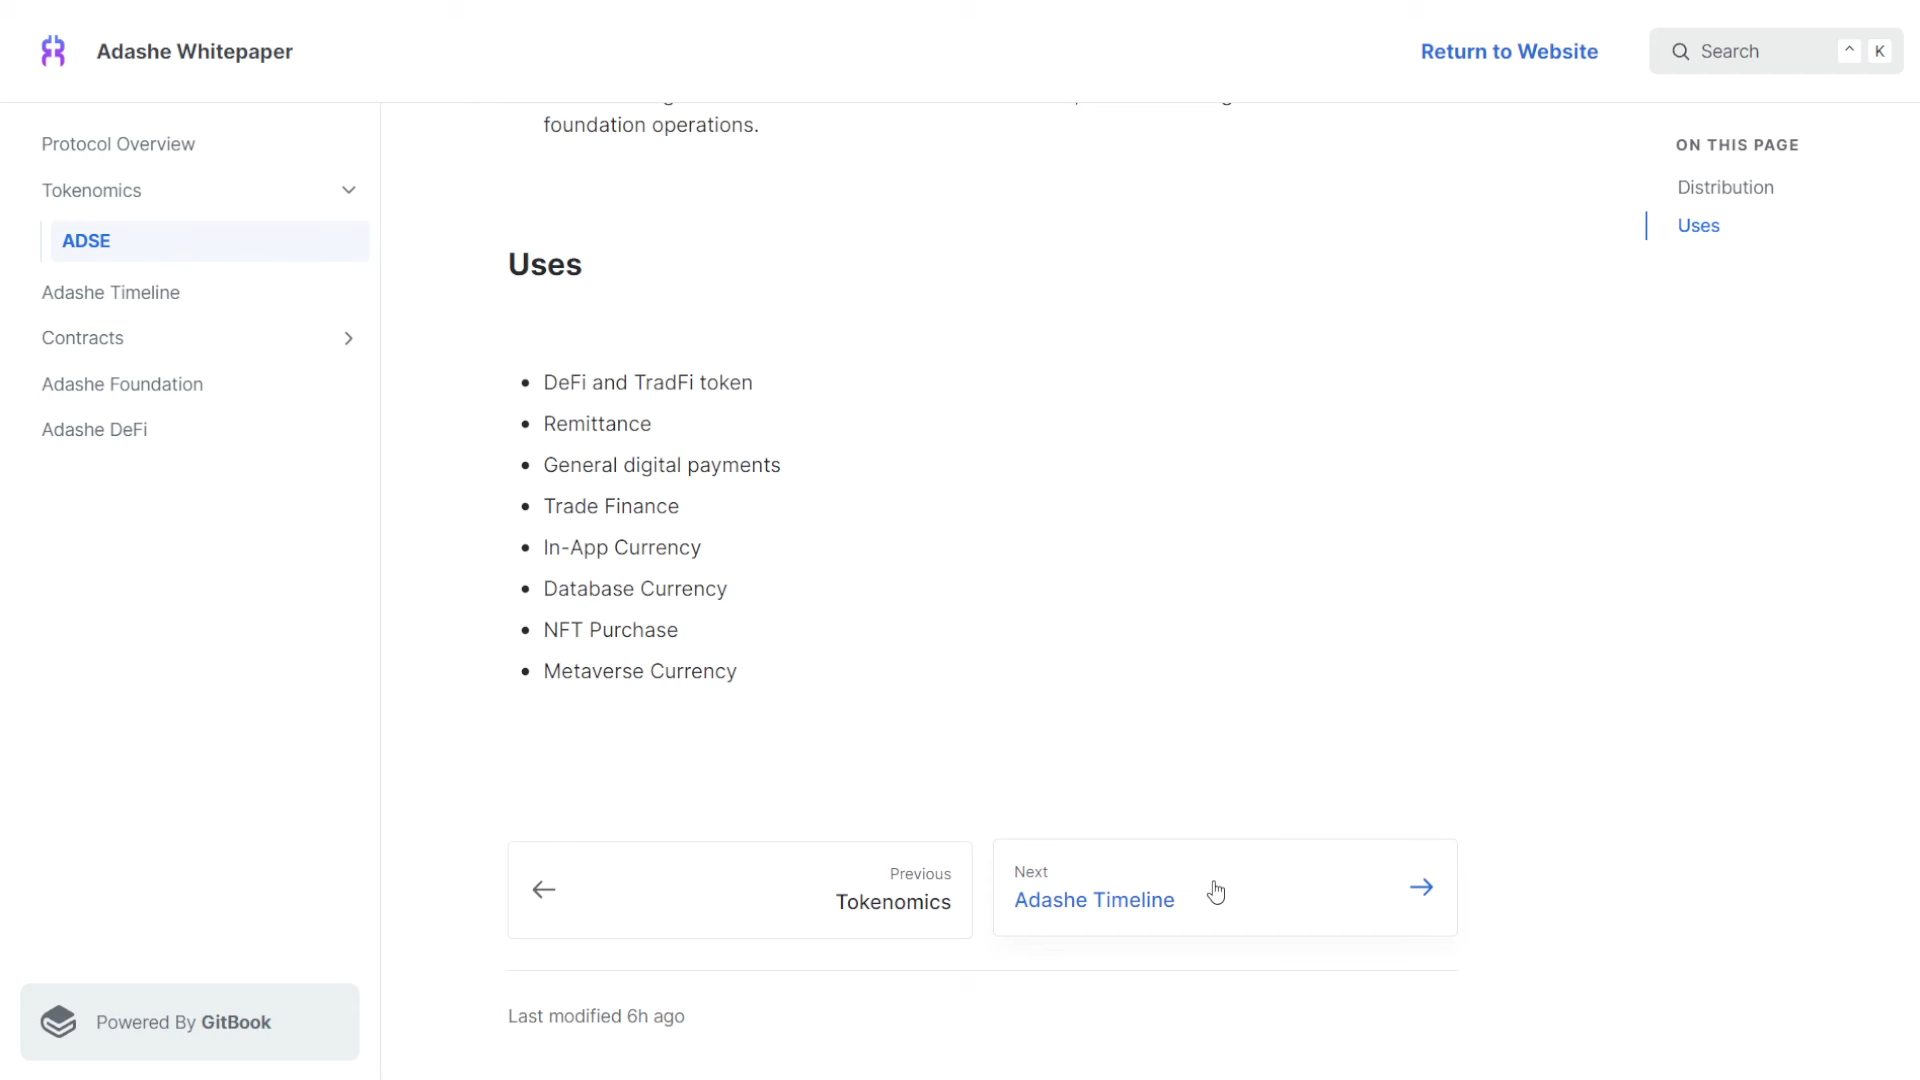 Adashe Whitepaper
Return to Website
Search
^ K
Protocol Overview
Tokenomics
ADSE
Adashe Timeline
Contracts
Adashe Foundation
Adashe DeFi
foundation operations.
Uses
• DeFi and TradFi token
• Remittance
• General digital payments
• Trade Finance
• In-App Currency
• Database Currency
• NFT Purchase
• Metaverse Currency
Previous
Tokenomics
Next
Adashe Timeline
Last modified 6h ago
ON THIS PAGE
Distribution
Uses
Powered By GitBook